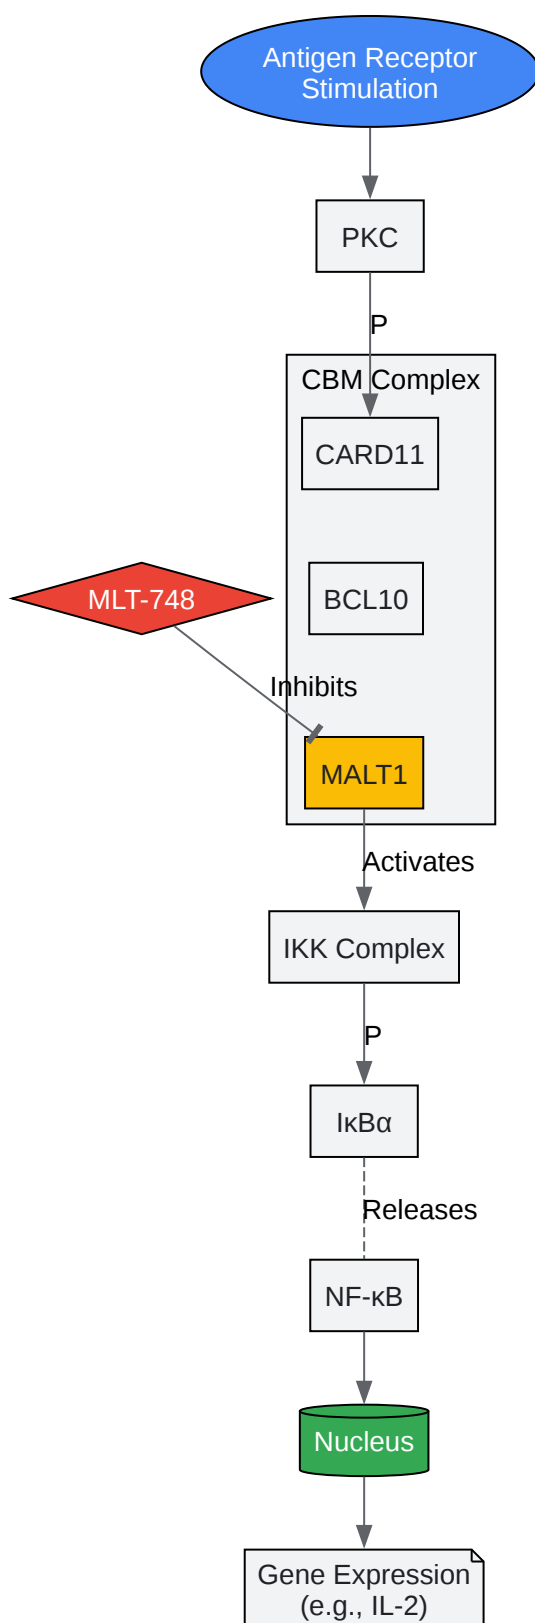 Antigen Receptor
Stimulation
PKC
P
CBM Complex
CARD11
MLT-748
BCL10
Inhibits
MALT1
Activates
IKK Complex
P
IκBα
Releases
NF-κB
Nucleus
Gene Expression
(e.g., IL-2)